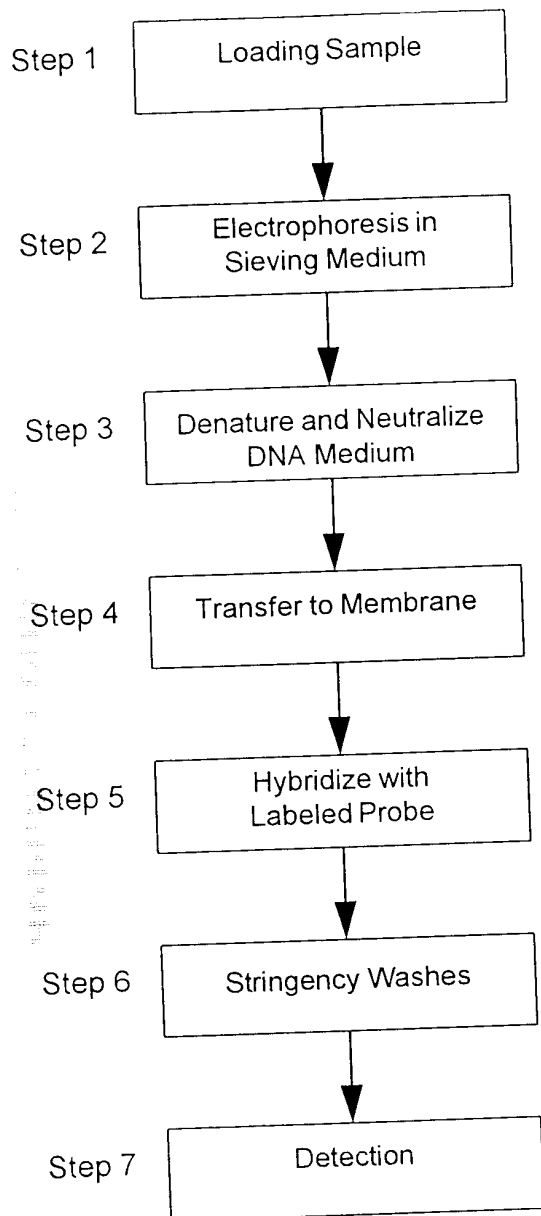 Step 1
Loading Sample
Step 2
Electrophoresis in
Sieving Medium
Step 3
Denature and Neutralize
DNA Medium
Step 4
Transfer to Membrane
Step 5
Hybridize with
Labeled Probe
Step 6
Stringency Washes
Step 7
Detection